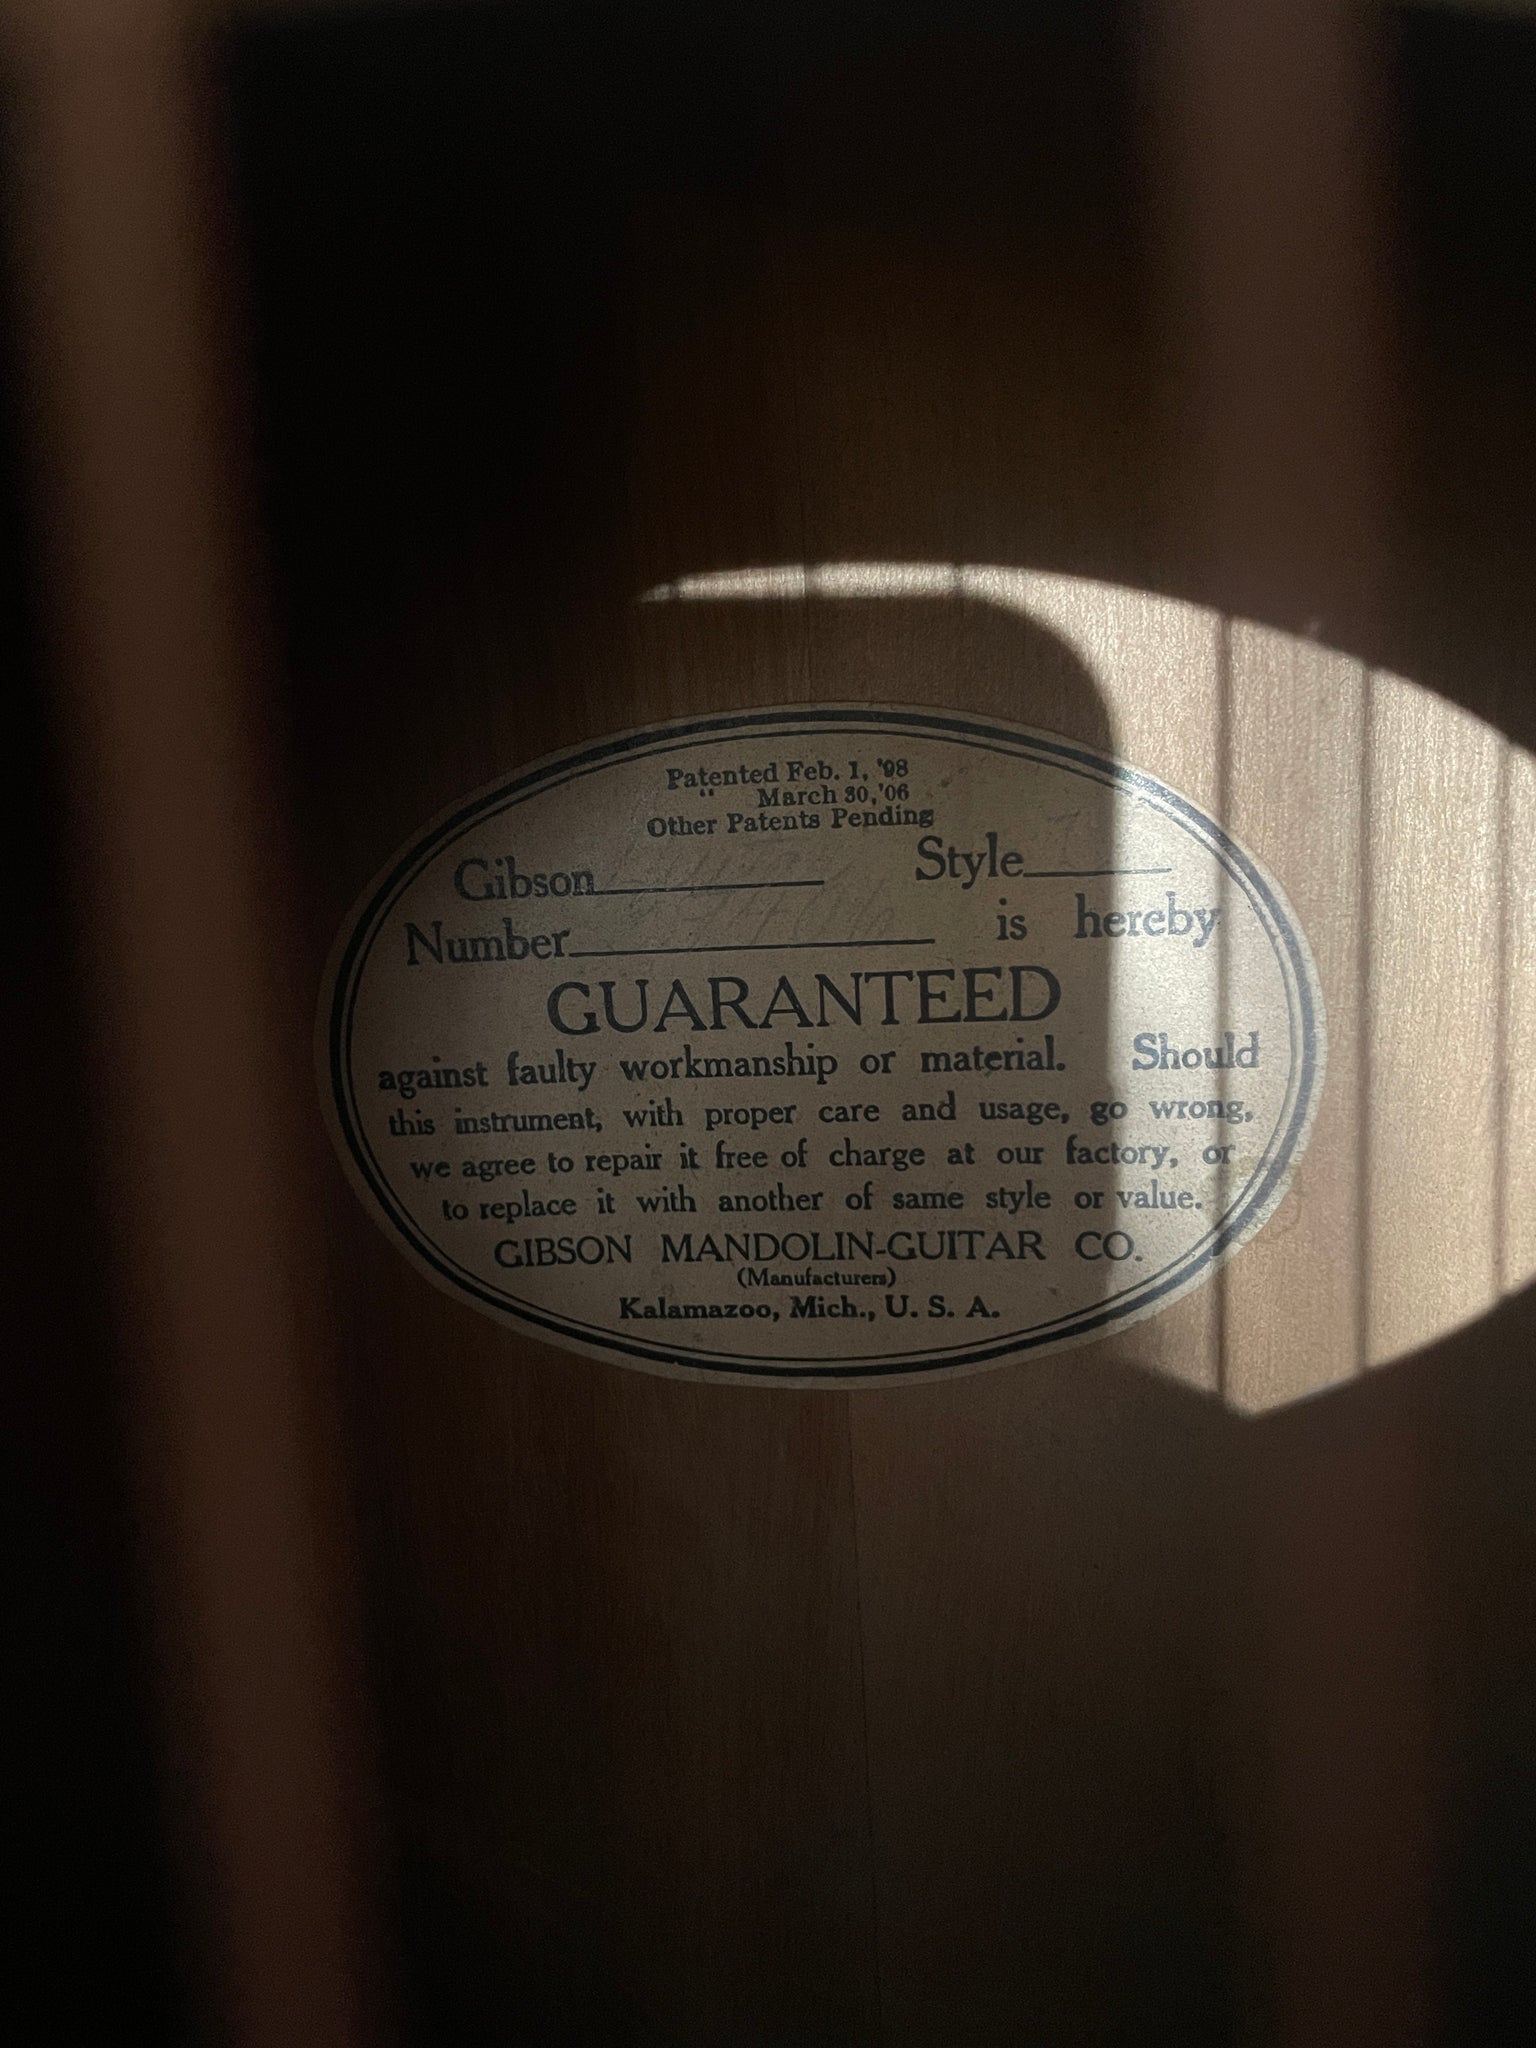 Patented Feb. 1, '98
" March 30, '06
Other Patents Pending
Gibson Style
Number is hereby
GUARANTEED
against faulty workmanship or material. Should
this instrument, with proper care and usage, go wrong,
we agree to repair it free of charge at our factory, or
to replace it with another of same style or value.
GIBSON MANDOLIN-GUITAR CO.
(Manufacturers)
Kalamazoo, Mich., U. S. A.